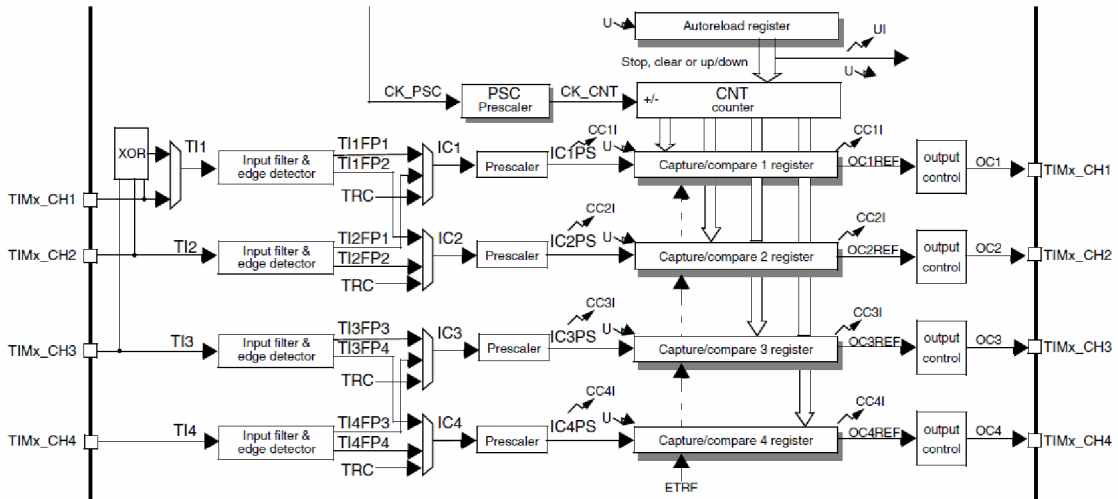 U
Autoreload register
UI
Stop, clear or up/down
U
CK_PSC
PSC
Prescaler
CK_CNT
+/-
CNT
counter
XOR
TI1
Input filter &
edge detector
TI1FP1
TI1FP2
TRC
IC1
Prescaler
IC1PS
CC1I
U
Capture/compare 1 register
CC1I
OC1REF
output
control
OC1
TIMx_CH1
TIMx_CH1
TIMx_CH2
TI2
Input filter &
edge detector
TI2FP1
TI2FP2
TRC
IC2
Prescaler
IC2PS
CC2I
U
Capture/compare 2 register
CC2I
OC2REF
output
control
OC2
TIMx_CH2
TIMx_CH3
TI3
Input filter &
edge detector
TI3FP3
TI3FP4
TRC
IC3
Prescaler
IC3PS
CC3I
U
Capture/compare 3 register
CC3I
OC3REF
output
control
OC3
TIMx_CH3
TIMx_CH4
TI4
Input filter &
edge detector
TI4FP3
TI4FP4
TRC
IC4
Prescaler
IC4PS
CC4I
U
Capture/compare 4 register
CC4I
OC4REF
output
control
OC4
TIMx_CH4
ETRF